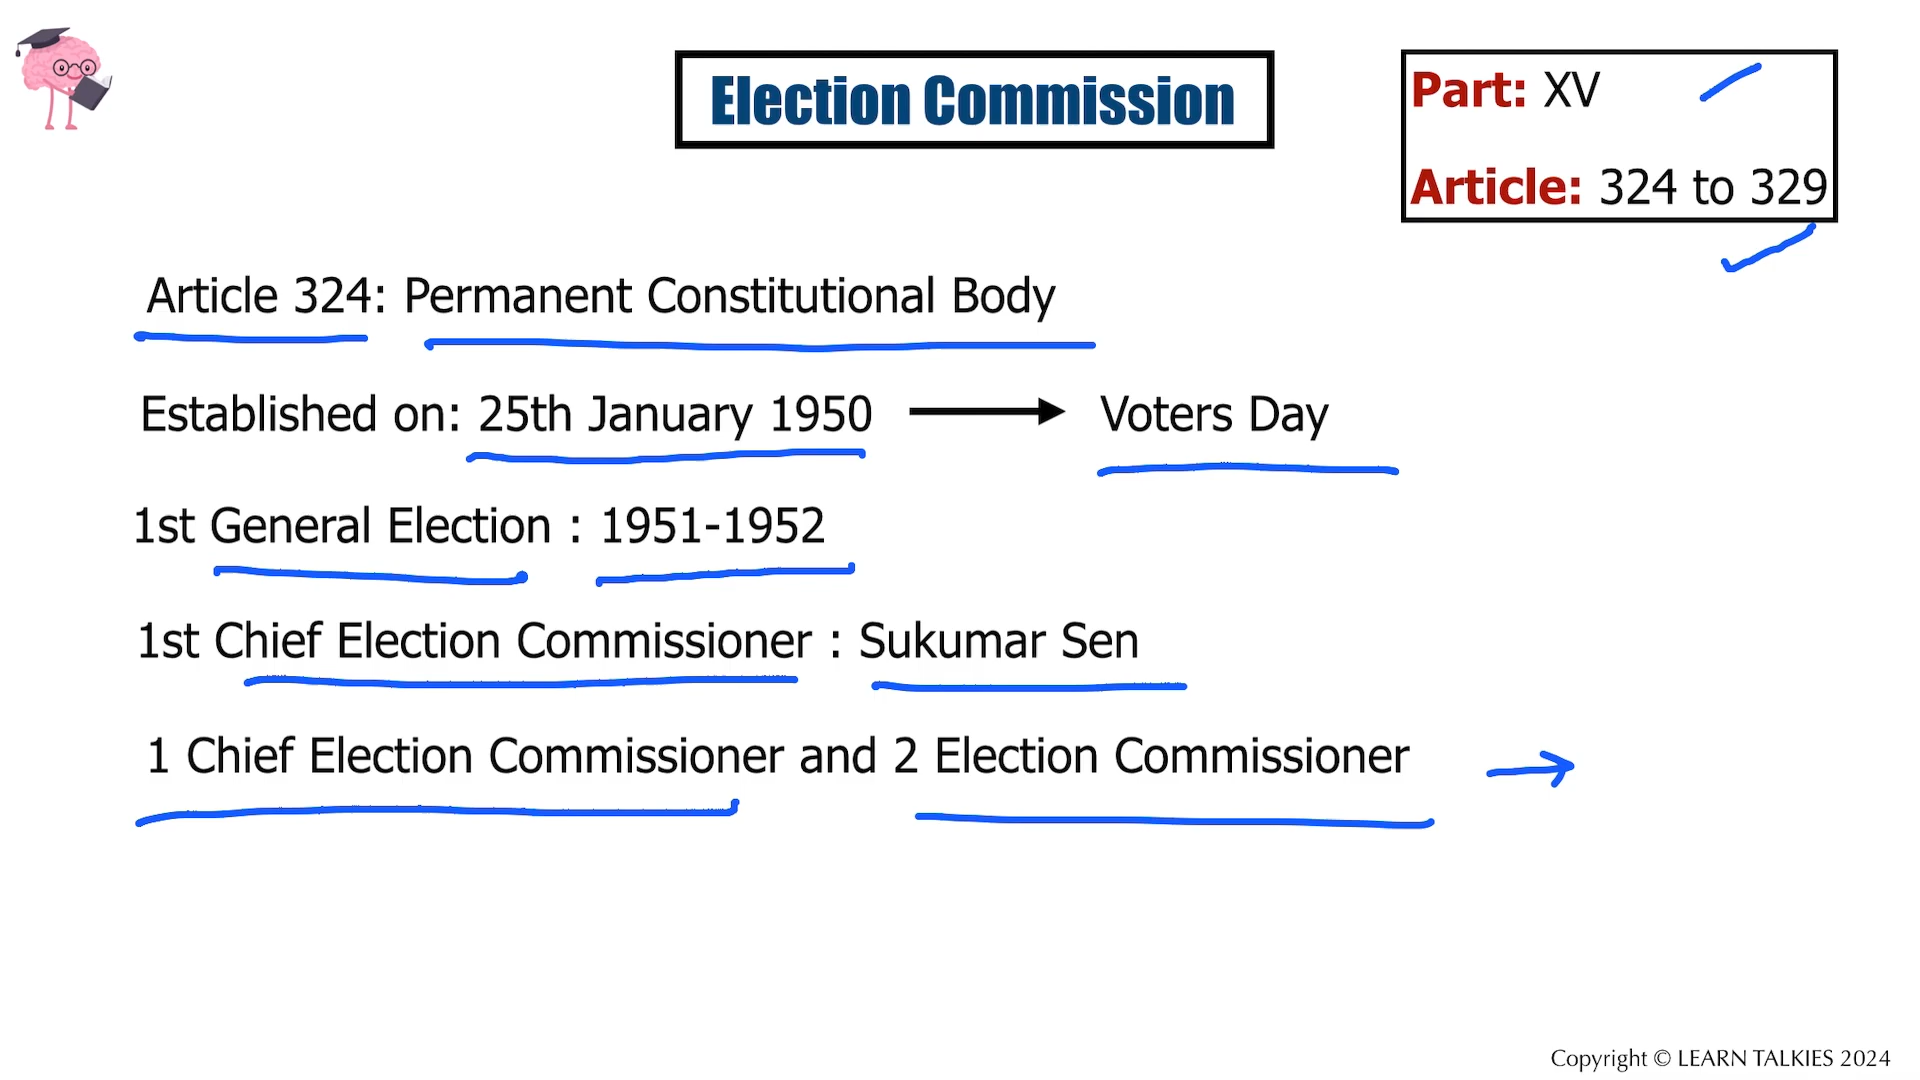 Election Commission
Part: XV
Article: 324 to 329
Article 324: Permanent Constitutional Body
Established on: 25th January 1950 → Voters Day
1st General Election : 1951-1952
1st Chief Election Commissioner : Sukumar Sen
1 Chief Election Commissioner and 2 Election Commissioner →
Copyright © LEARN TALKIES 2024